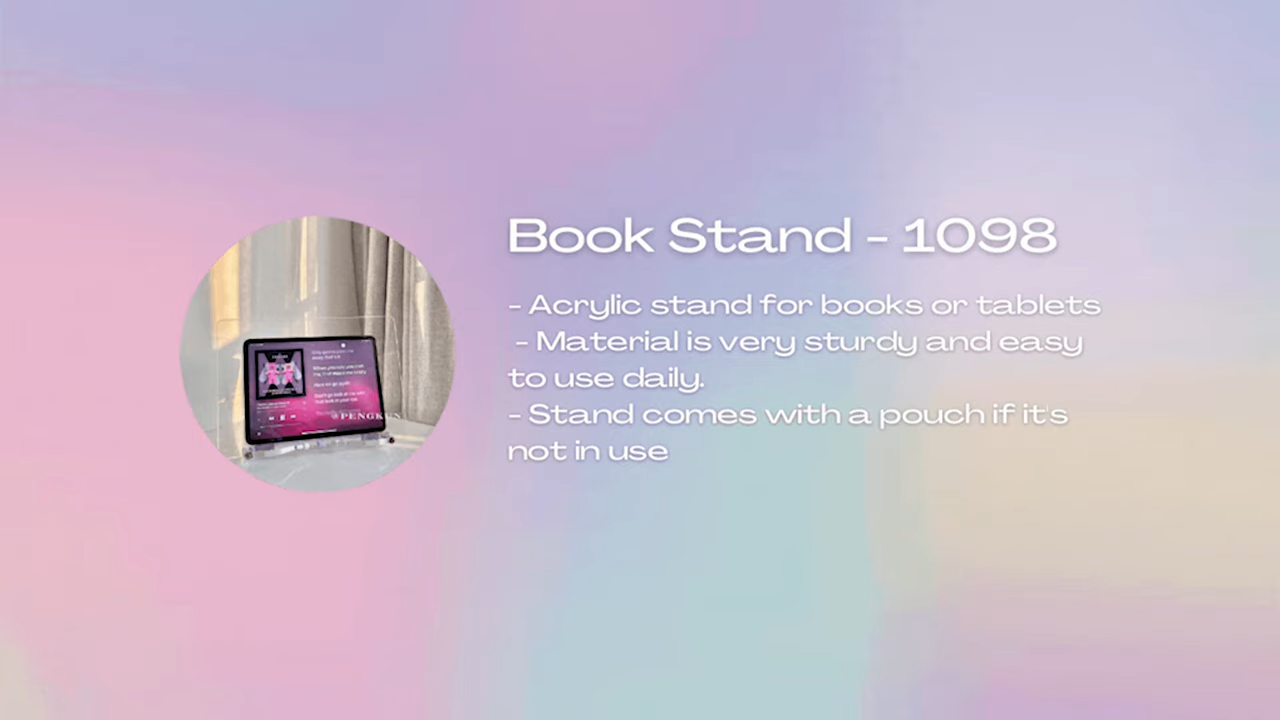 Book Stand - 1098
- Acrylic stand for books or tablets
- Material is very sturdy and easy
to use daily.
- Stand comes with a pouch if it's
not in use
@PENGKUN